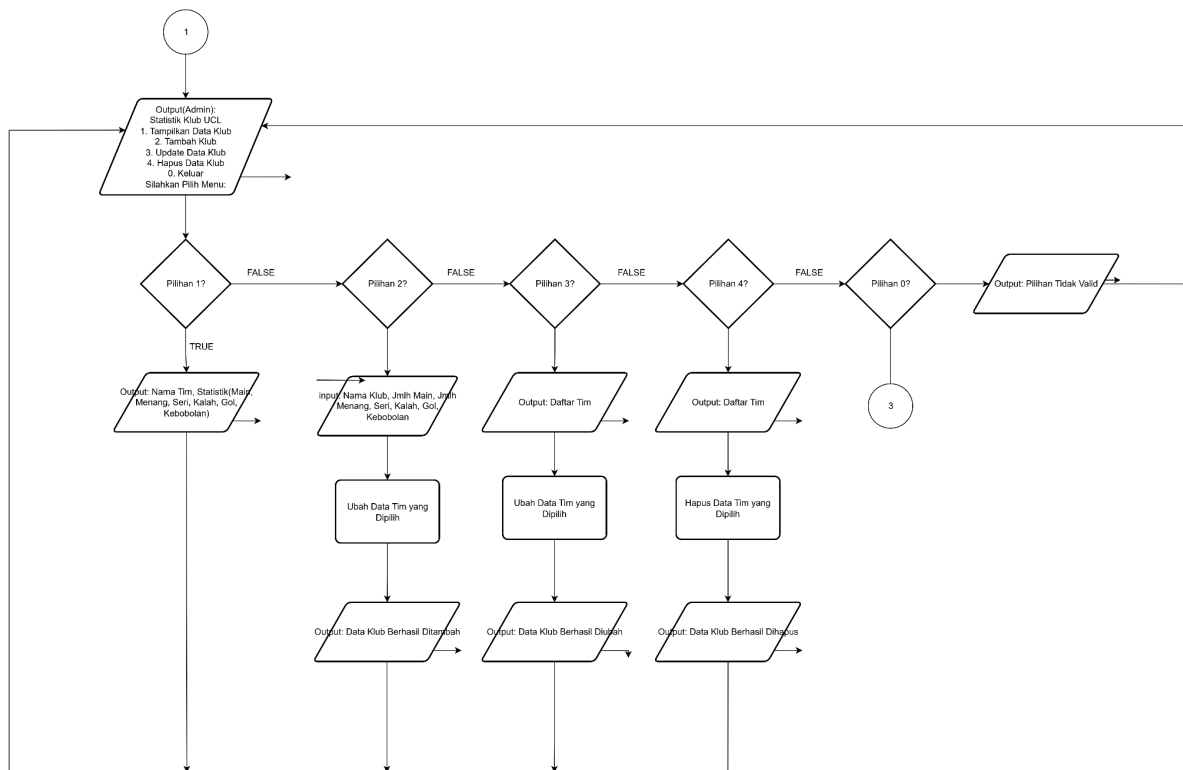 1
Output(Admin):
Statistik Klub UCL
1. Tampilkan Data Klub
2. Tambah Klub
3. Update Data Klub
4. Hapus Data Klub
0. Keluar
Silahkan Pilih Menu:
Pilihan 1?
FALSE
Pilihan 2?
FALSE
Pilihan 3?
FALSE
Pilihan 4?
FALSE
Pilihan 0?
Output: Pilihan Tidak Valid
TRUE
Output: Nama Tim, Statistik(Main,
Menang, Seri, Kalah, Gol,
Kebobolan)
input: Nama Klub, Jmlh Main, Jmlh
Menang, Seri, Kalah, Gol,
Kebobolan
Output: Daftar Tim
Output: Daftar Tim
3
Ubah Data Tim yang
Dipilih
Ubah Data Tim yang
Dipilih
Hapus Data Tim yang
Dipilih
Output: Data Klub Berhasil Ditambah
Output: Data Klub Berhasil Diubah
Output: Data Klub Berhasil Dihapus